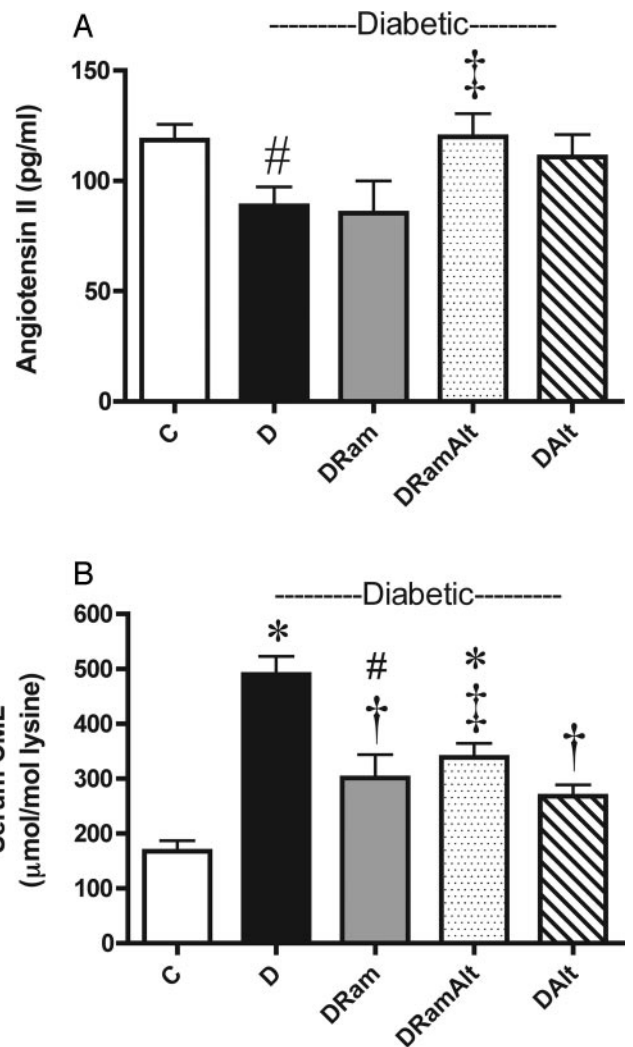 A
---------Diabetic---------
‡
#
150
100
50
0
Angiotensin II (pg/ml)
C
D
DRam
DRamAlt
DAlt
B
---------Diabetic---------
600
500
400
300
200
100
0
(µmol/mol lysine)
*
#
†
*
‡
†
C
D
DRam
DRamAlt
DAlt